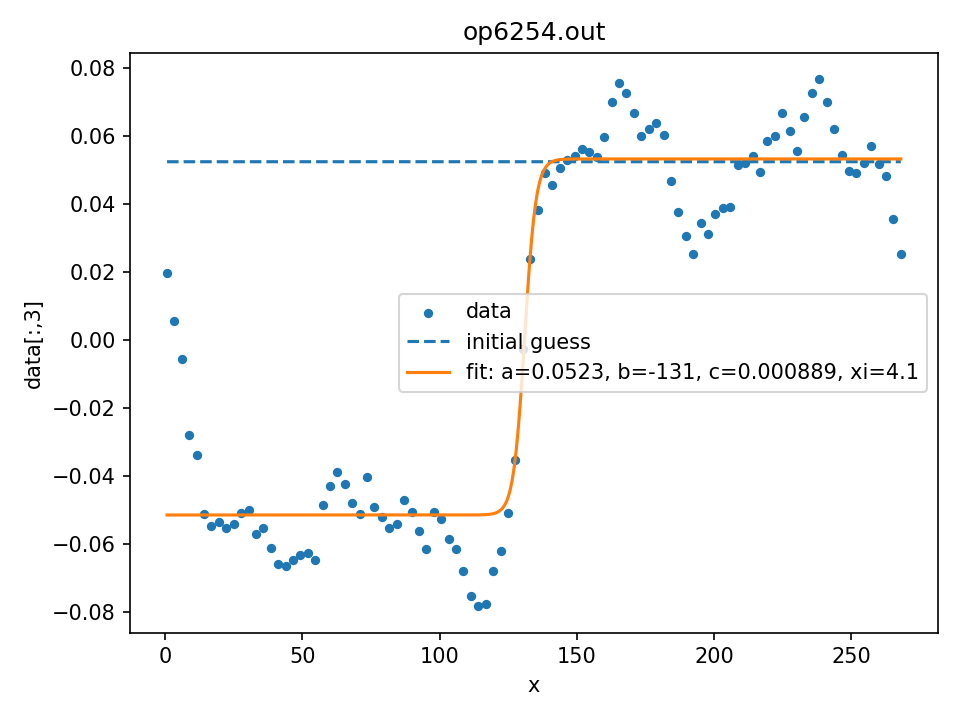 op6254.out
0.08
0.06
0.04
0.02
0.00
−0.02
−0.04
−0.06
−0.08
data[:,3]
data
initial guess
fit: a=0.0523, b=-131, c=0.000889, xi=4.1
0 50 100 150 200 250
x